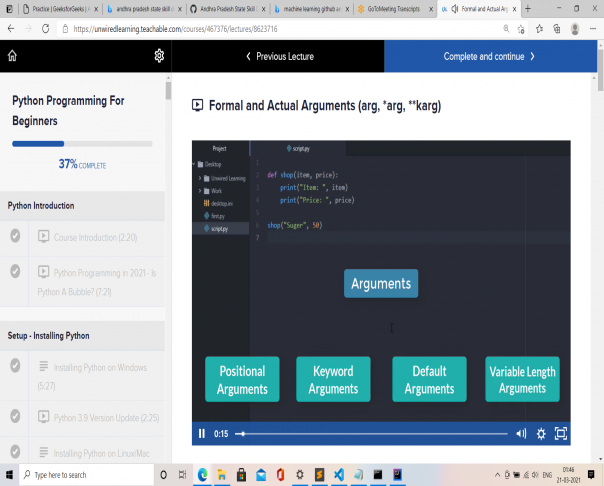 Practice | GeeksforGeeks | A
andhra pradesh state skill d
Andhra Pradesh State Skill
machine learning github an
GoToMeeting Transcripts
Formal and Actual Arg
https://unwiredlearning.teachable.com/courses/467376/lectures/8623716
Previous Lecture
Complete and continue
Python Programming For
Beginners
37% COMPLETE
Python Introduction
Course Introduction (2:20)
Python Programming in 2021 - Is
Python A Bubble? (7:21)
Setup - Installing Python
Installing Python on Windows
(5:27)
Python 3.9 Version Update (2:25)
Installing Python on Linux/Mac
Formal and Actual Arguments (arg, *arg, **karg)
Project
script.py
Desktop
Unwired Learning
Work
desktop.ini
first.py
script.py
1
2 def shop(item, price):
3 print("Item: ", item)
4 print("Price: ", price)
5
6 shop("Suger", 50)
7
Arguments
Positional
Arguments
Keyword
Arguments
Default
Arguments
Variable Length
Arguments
0:15
Type here to search
ENG
01:46
21-03-2021